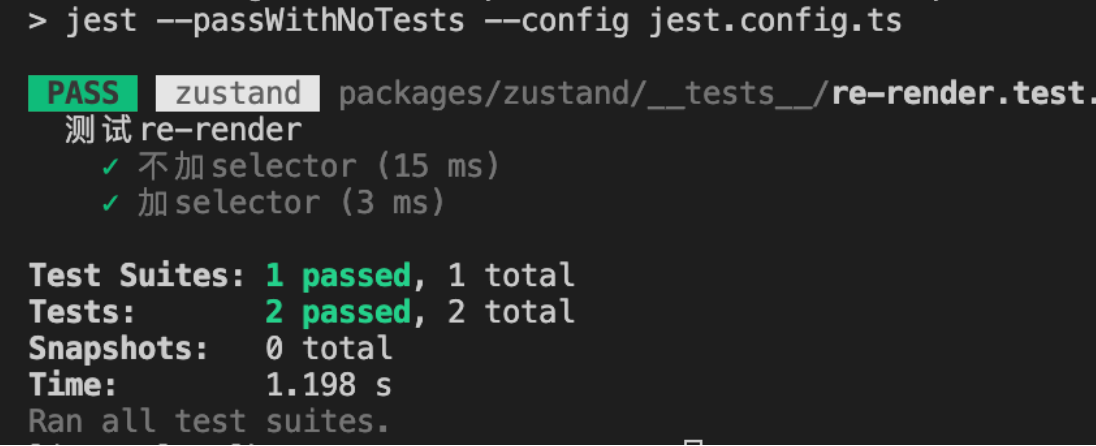 > jest --passWithNoTests --config jest.config.ts
PASS zustand packages/zustand/__tests__/re-render.test.
测试re-render
✓ 不加selector (15 ms)
✓ 加selector (3 ms)
Test Suites: 1 passed, 1 total
Tests: 2 passed, 2 total
Snapshots: 0 total
Time: 1.198 s
Ran all test suites.